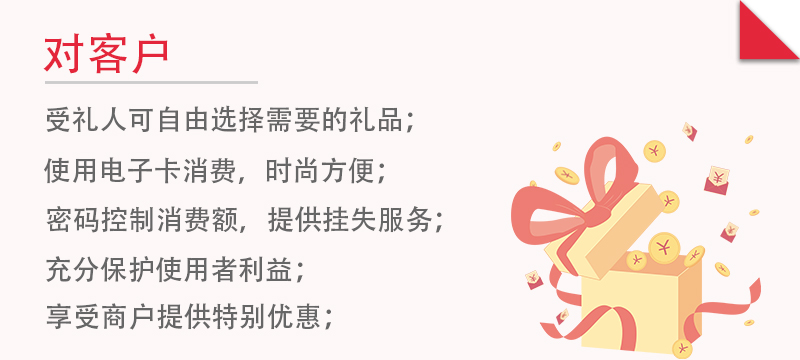 对客户
受礼人可自由选择需要的礼品；
使用电子卡消费，时尚方便；
密码控制消费额，提供挂失服务；
充分保护使用者利益；
享受商户提供特别优惠；